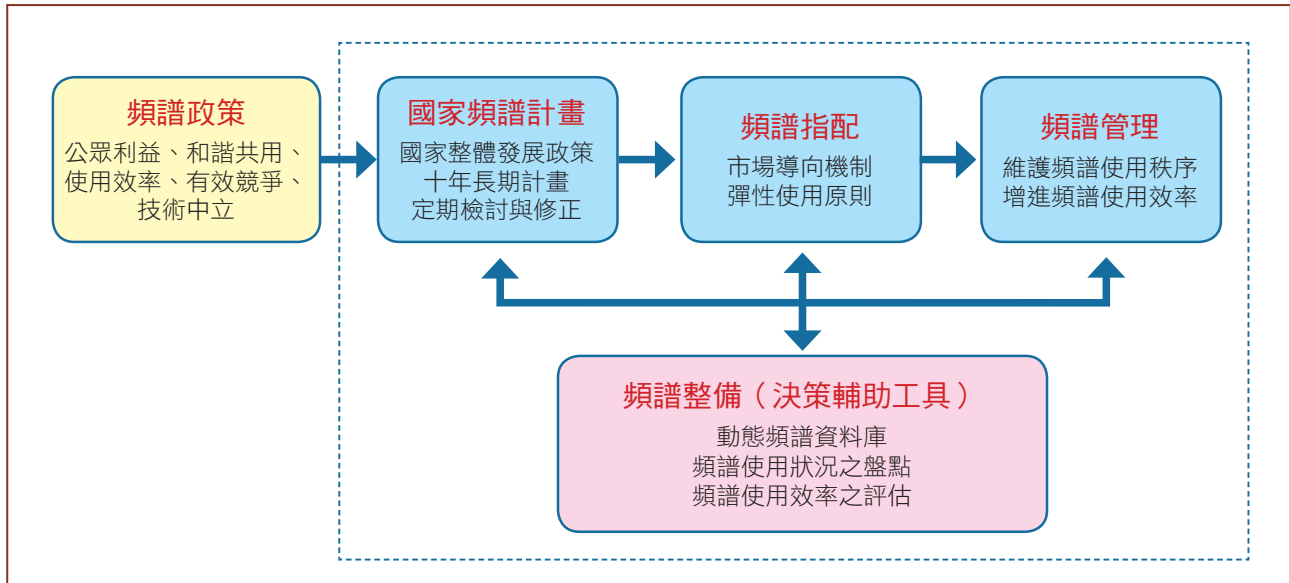 頻譜政策
公眾利益、和諧共用、
使用效率、有效競爭、
技術中立
國家頻譜計畫
國家整體發展政策
十年長期計畫
定期檢討與修正
頻譜指配
市場導向機制
彈性使用原則
頻譜管理
維護頻譜使用秩序
增進頻譜使用效率
頻譜整備（決策輔助工具）
動態頻譜資料庫
頻譜使用狀況之盤點
頻譜使用效率之評估